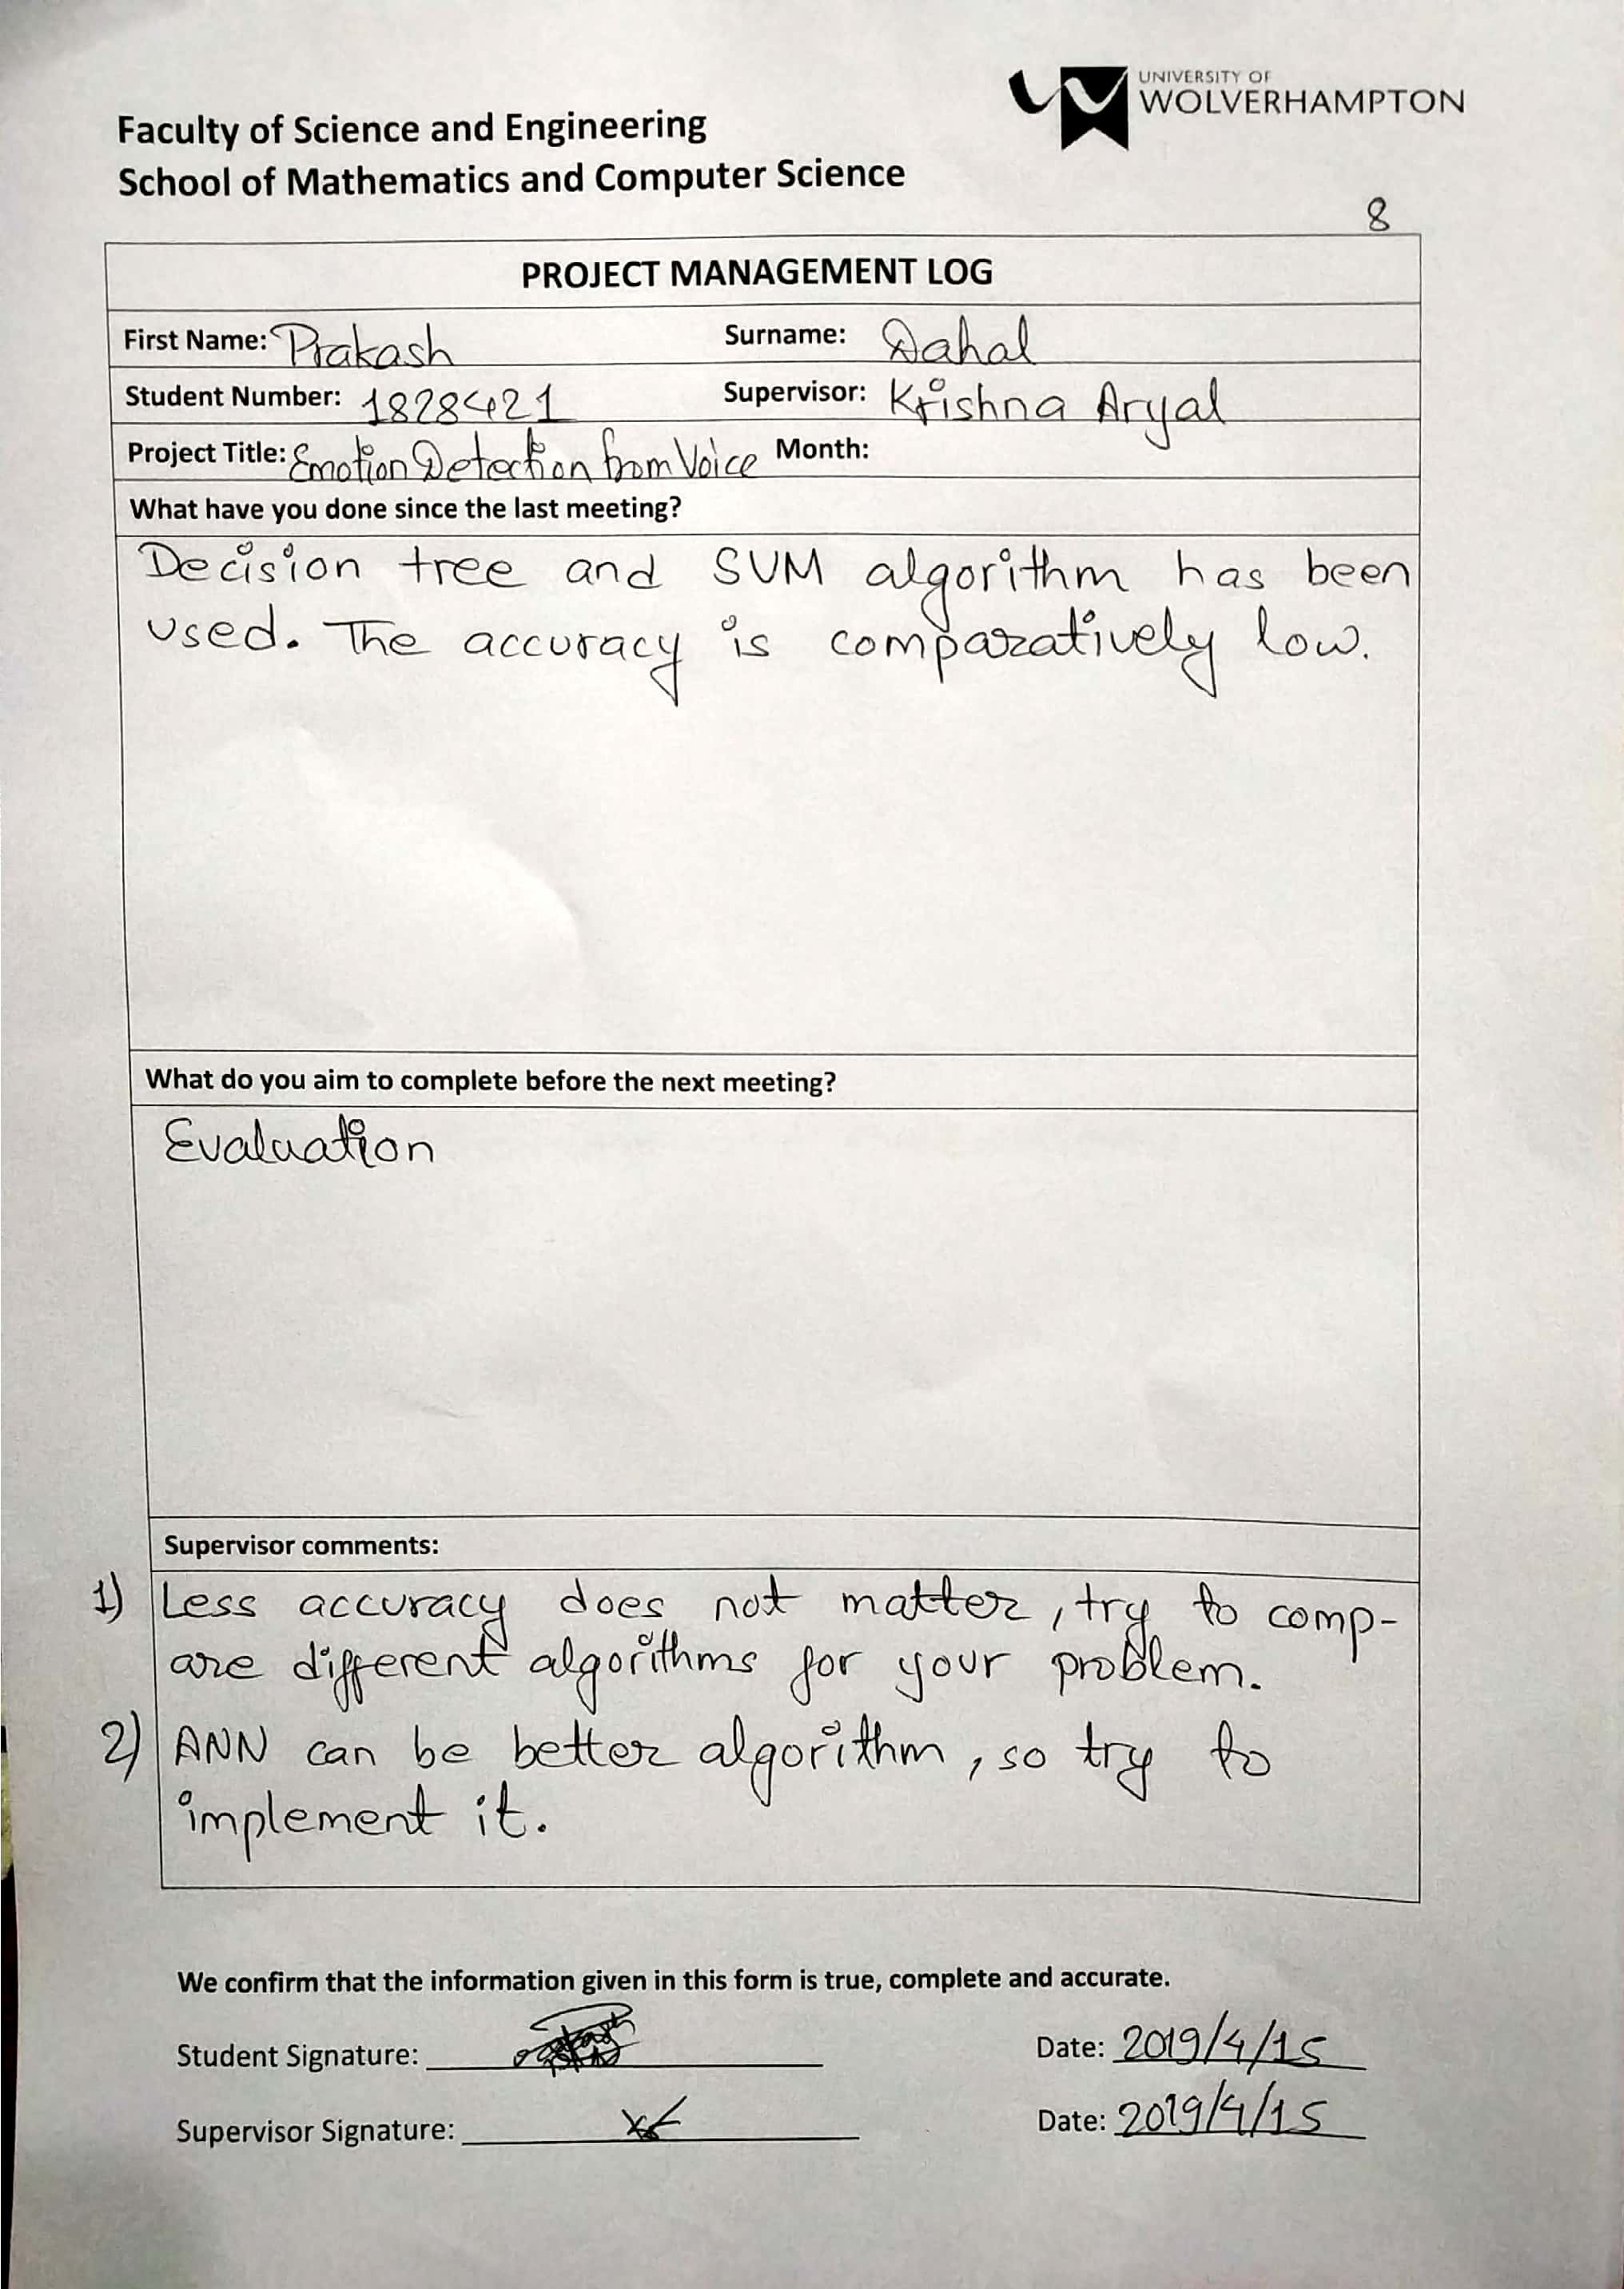 UNIVERSITY OF
WOLVERHAMPTON
Faculty of Science and Engineering
School of Mathematics and Computer Science
8
PROJECT MANAGEMENT LOG
First Name: Prakash Surname: Dahal
Student Number: 1828421 Supervisor: Krishna Aryal
Project Title: Emotion Detection from Voice Month:
What have you done since the last meeting?
Decision tree and SVM algorithm has been
used. The accuracy is comparatively low.
What do you aim to complete before the next meeting?
Evaluation
Supervisor comments:
1) Less accuracy does not matter, try to comp-
are different algorithms for your problem.
2) ANN can be better algorithm, so try to
implement it.
We confirm that the information given in this form is true, complete and accurate.
Student Signature: Date: 2019/4/15
Supervisor Signature: Date: 2019/4/15